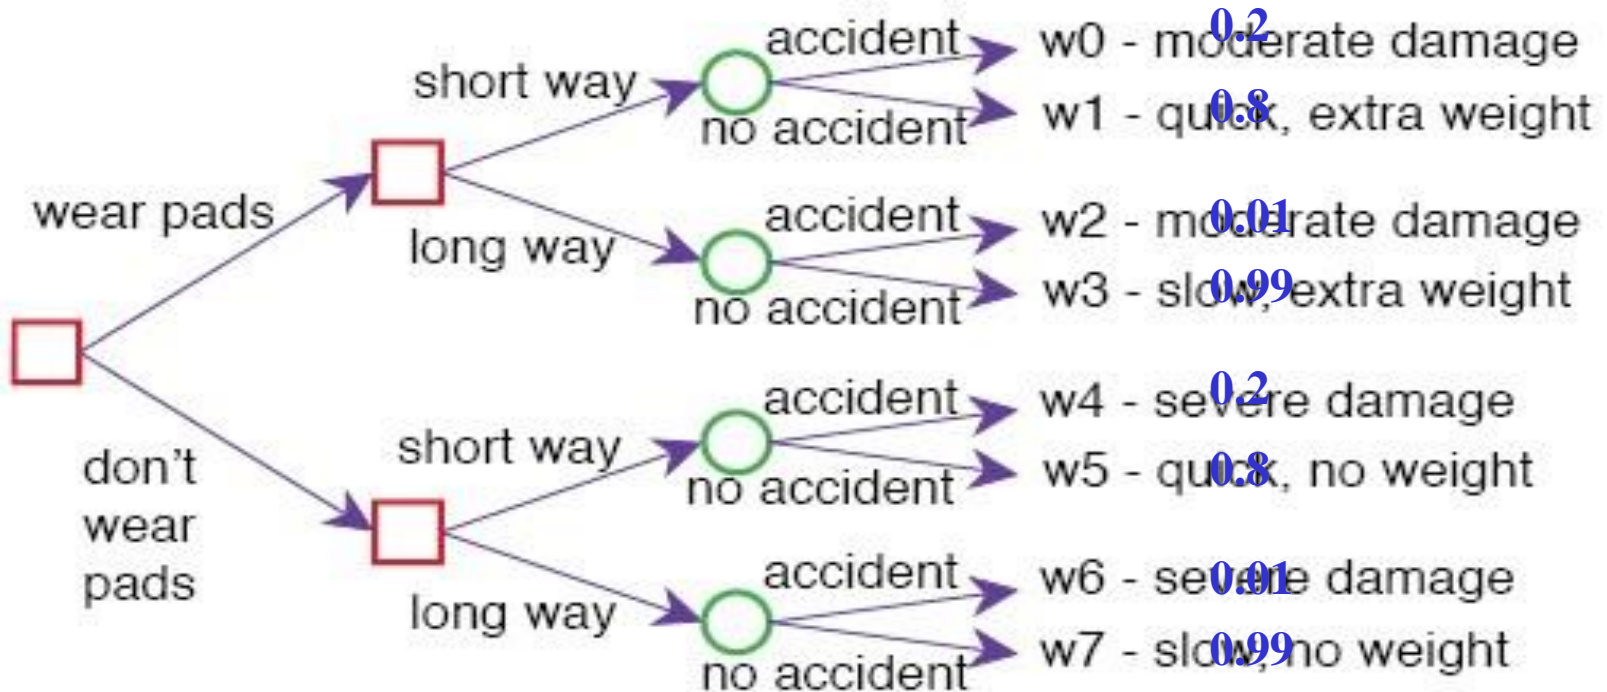 accident
0.2
w0 - moderate damage
short way
no accident
0.8
w1 - quick, extra weight
wear pads
accident
0.01
w2 - moderate damage
long way
no accident
0.99
w3 - slow, extra weight
accident
0.2
w4 - severe damage
short way
no accident
0.8
w5 - quick, no weight
don't
wear
pads
accident
0.01
w6 - severe damage
long way
no accident
0.99
w7 - slow, no weight